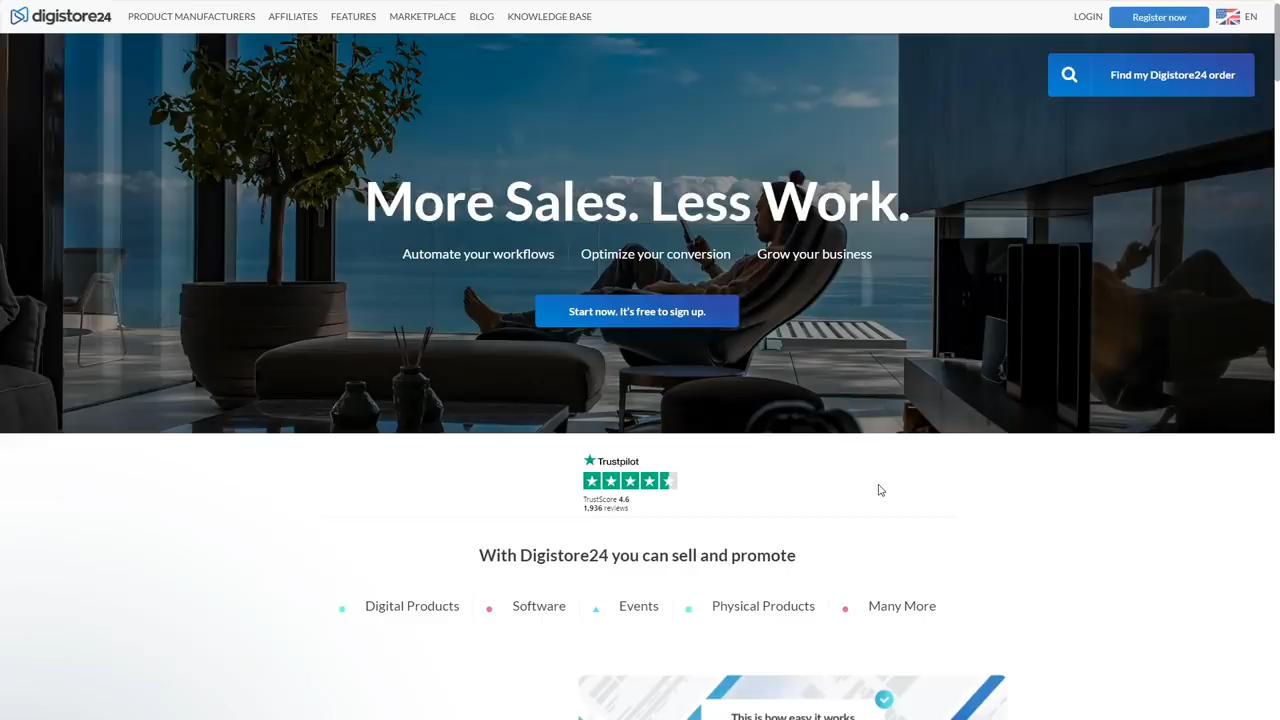 digistore24 PRODUCT MANUFACTURERS AFFILIATES FEATURES MARKETPLACE BLOG KNOWLEDGE BASE LOGIN Register now EN
Find my Digistore24 order
More Sales. Less Work.
Automate your workflows Optimize your conversion Grow your business
Start now. It's free to sign up.
Trustpilot
TrustScore 4.6
1,936 reviews
With Digistore24 you can sell and promote
Digital Products Software Events Physical Products Many More
This is how easy it works